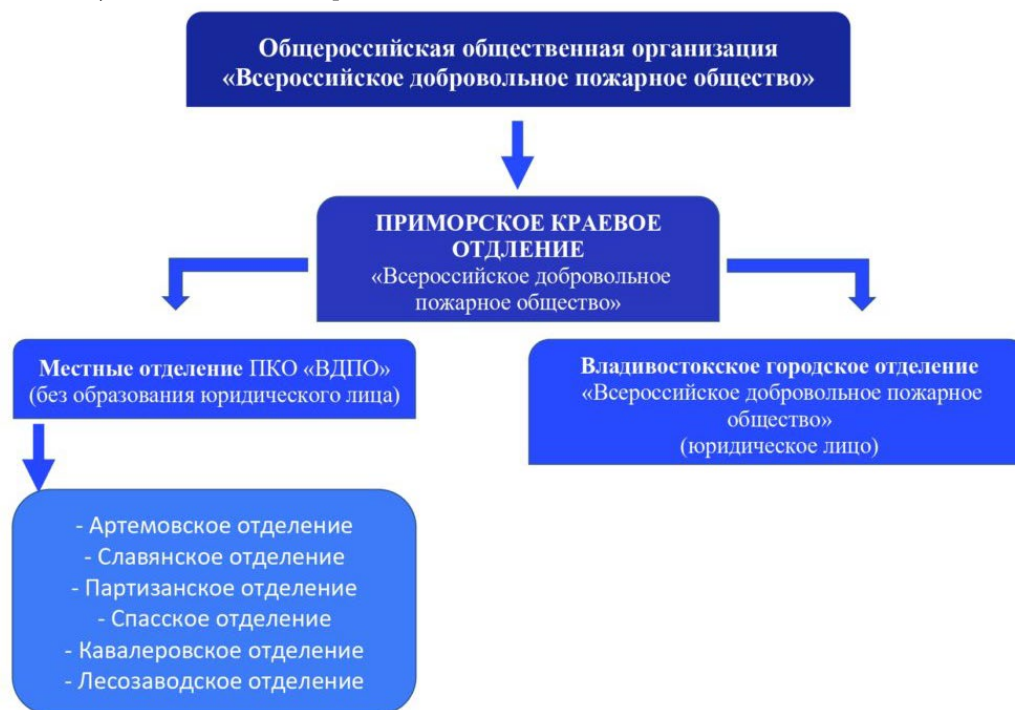 Общероссийская общественная организация
«Всероссийское добровольное пожарное общество»
ПРИМОРСКОЕ КРАЕВОЕ
ОТДЛЕНИЕ
«Всероссийское добровольное
пожарное общество»
Местные отделение ПКО «ВДПО»
(без образования юридического лица)
Владивостокское городское отделение
«Всероссийское добровольное пожарное
общество»
(юридическое лицо)
- Артемовское отделение
- Славянское отделение
- Партизанское отделение
- Спасское отделение
- Кавалеровское отделение
- Лесозаводское отделение